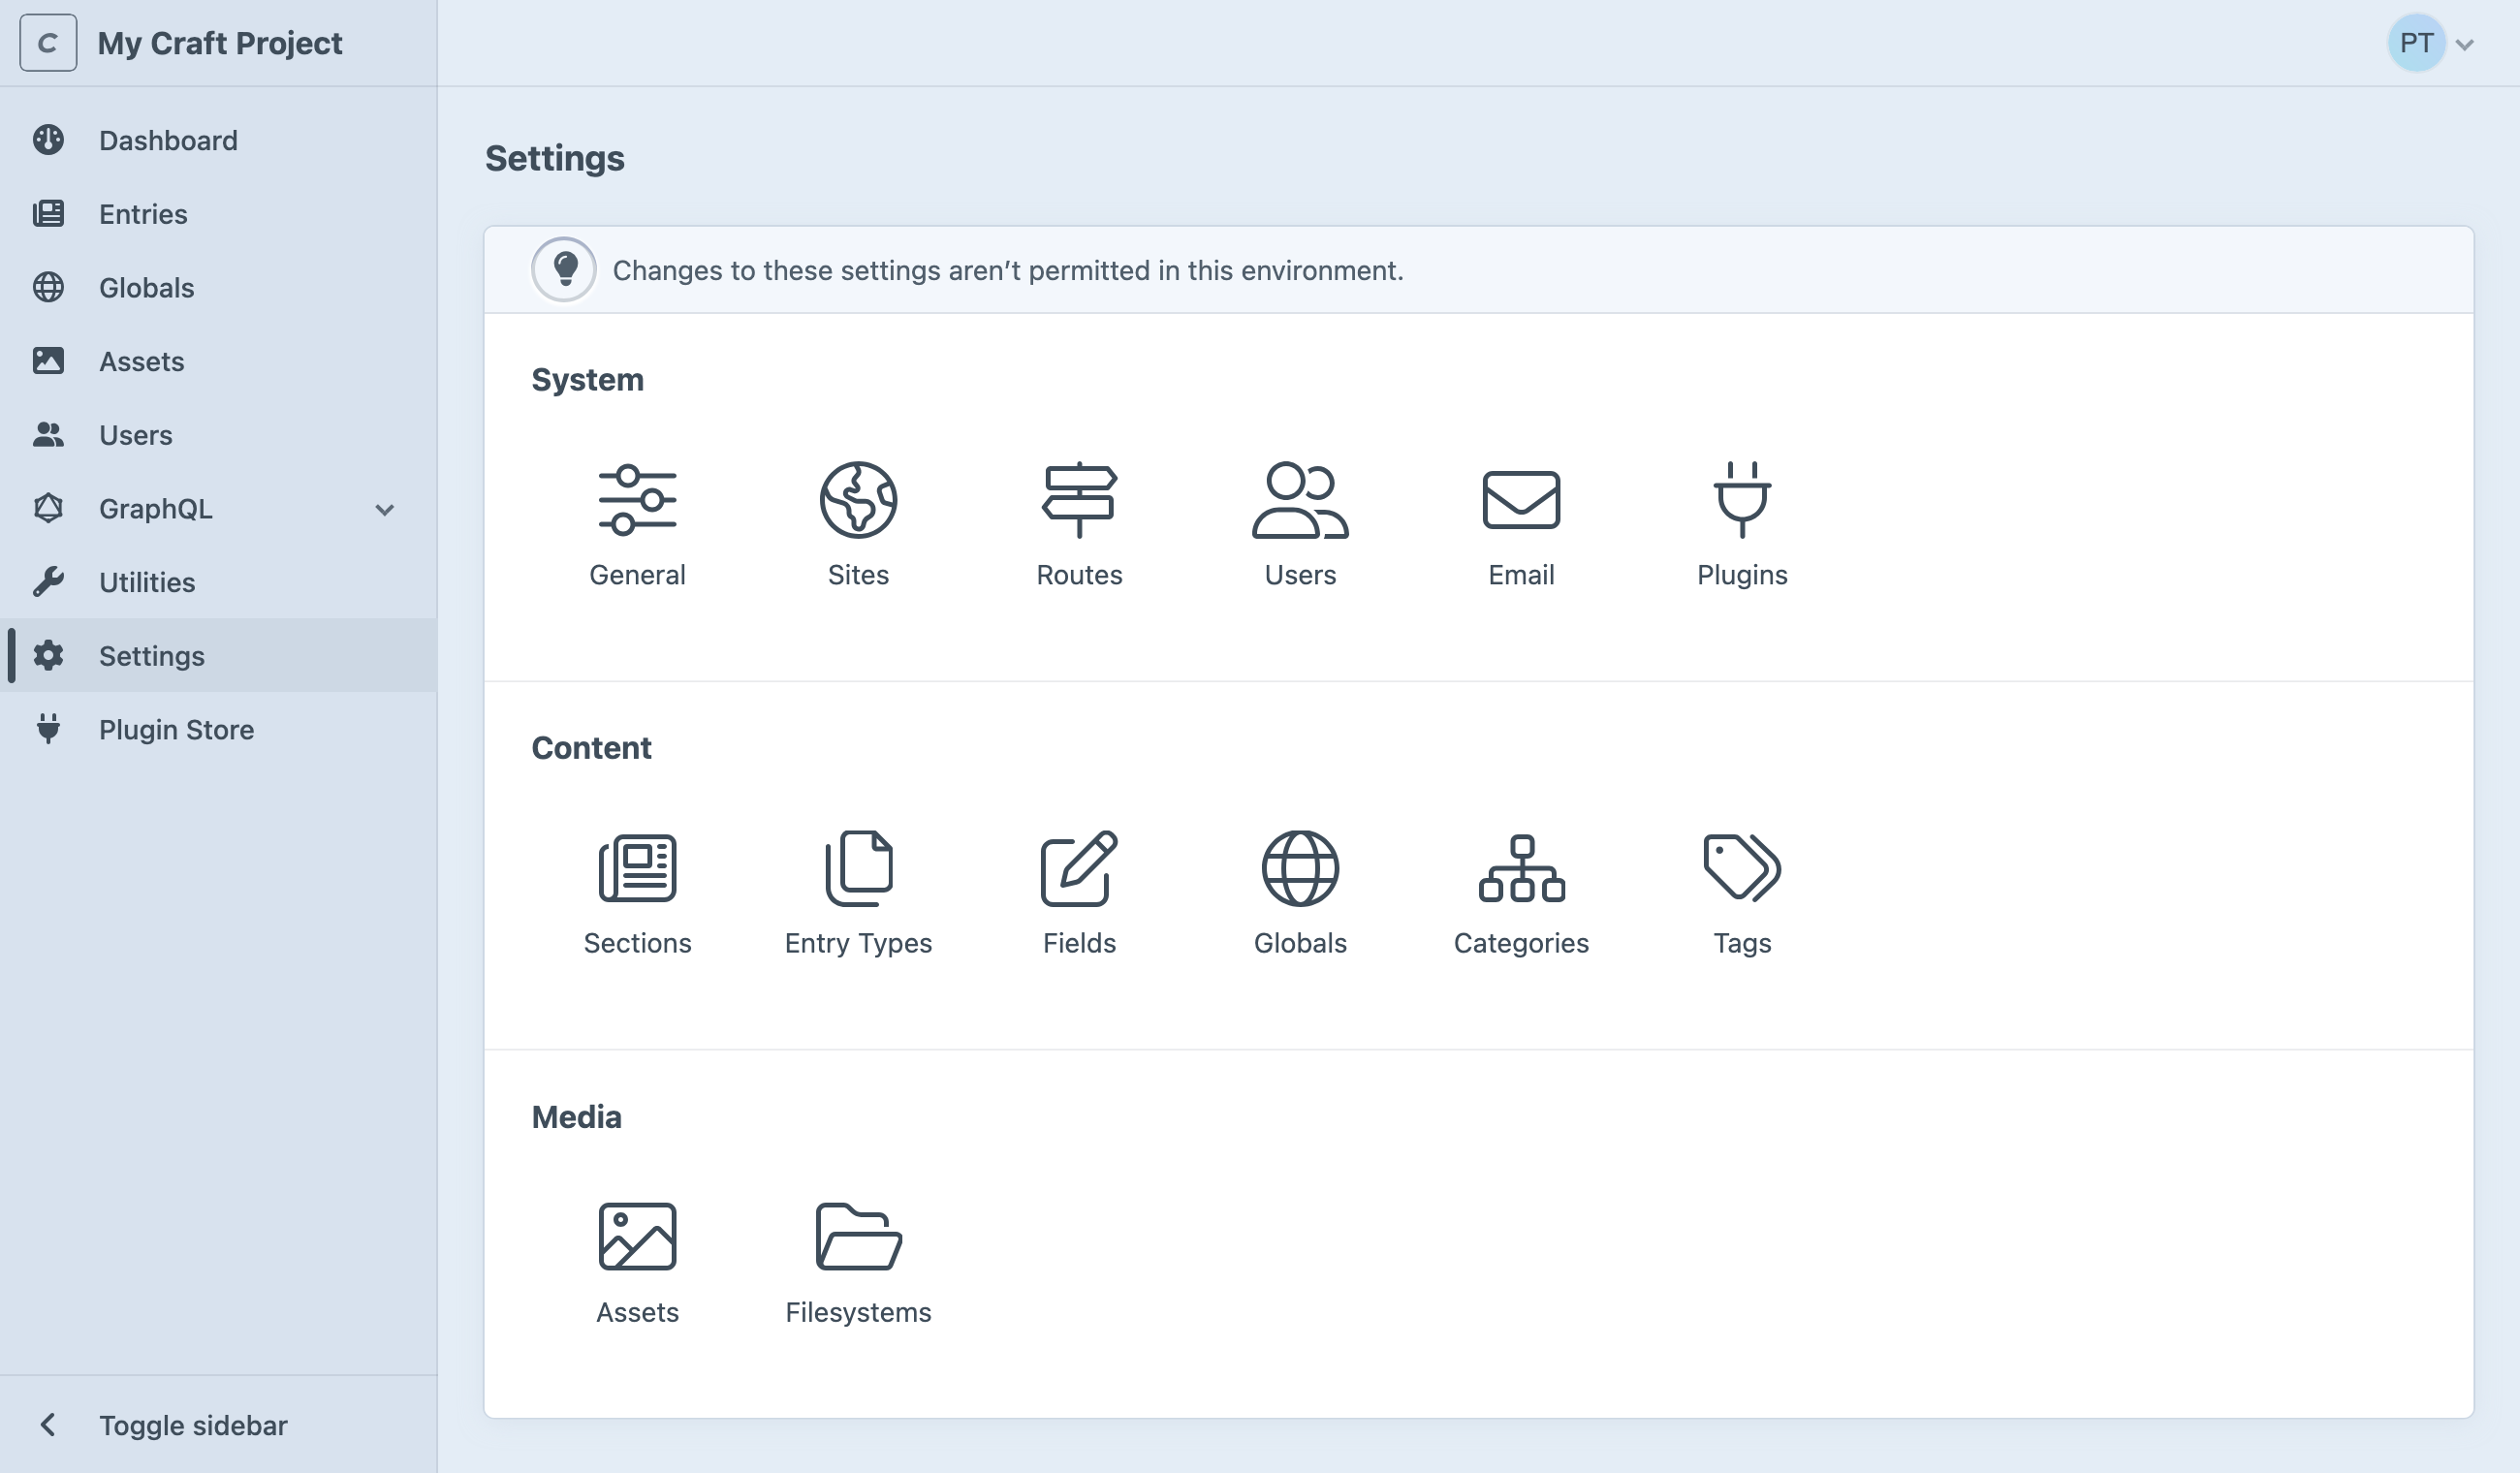 C My Craft Project
PT
Dashboard
Entries
Globals
Assets
Users
GraphQL
Utilities
Settings
Plugin Store
Toggle sidebar
Settings
Changes to these settings aren’t permitted in this environment.
System
General Sites Routes Users Email Plugins
Content
Sections Entry Types Fields Globals Categories Tags
Media
Assets Filesystems